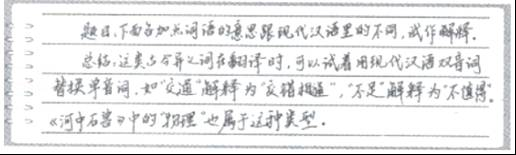 题目:下面各加点词语的意思跟现代汉语里的不同,试作解释。
总结:这类古今异义词在翻译时,可以试着用现代汉语双音词
替换单音词,如“交通”解释为“交错相通”,“不足”解释为“不值得”。
《河中石兽》中的“物理”也属于这种类型。